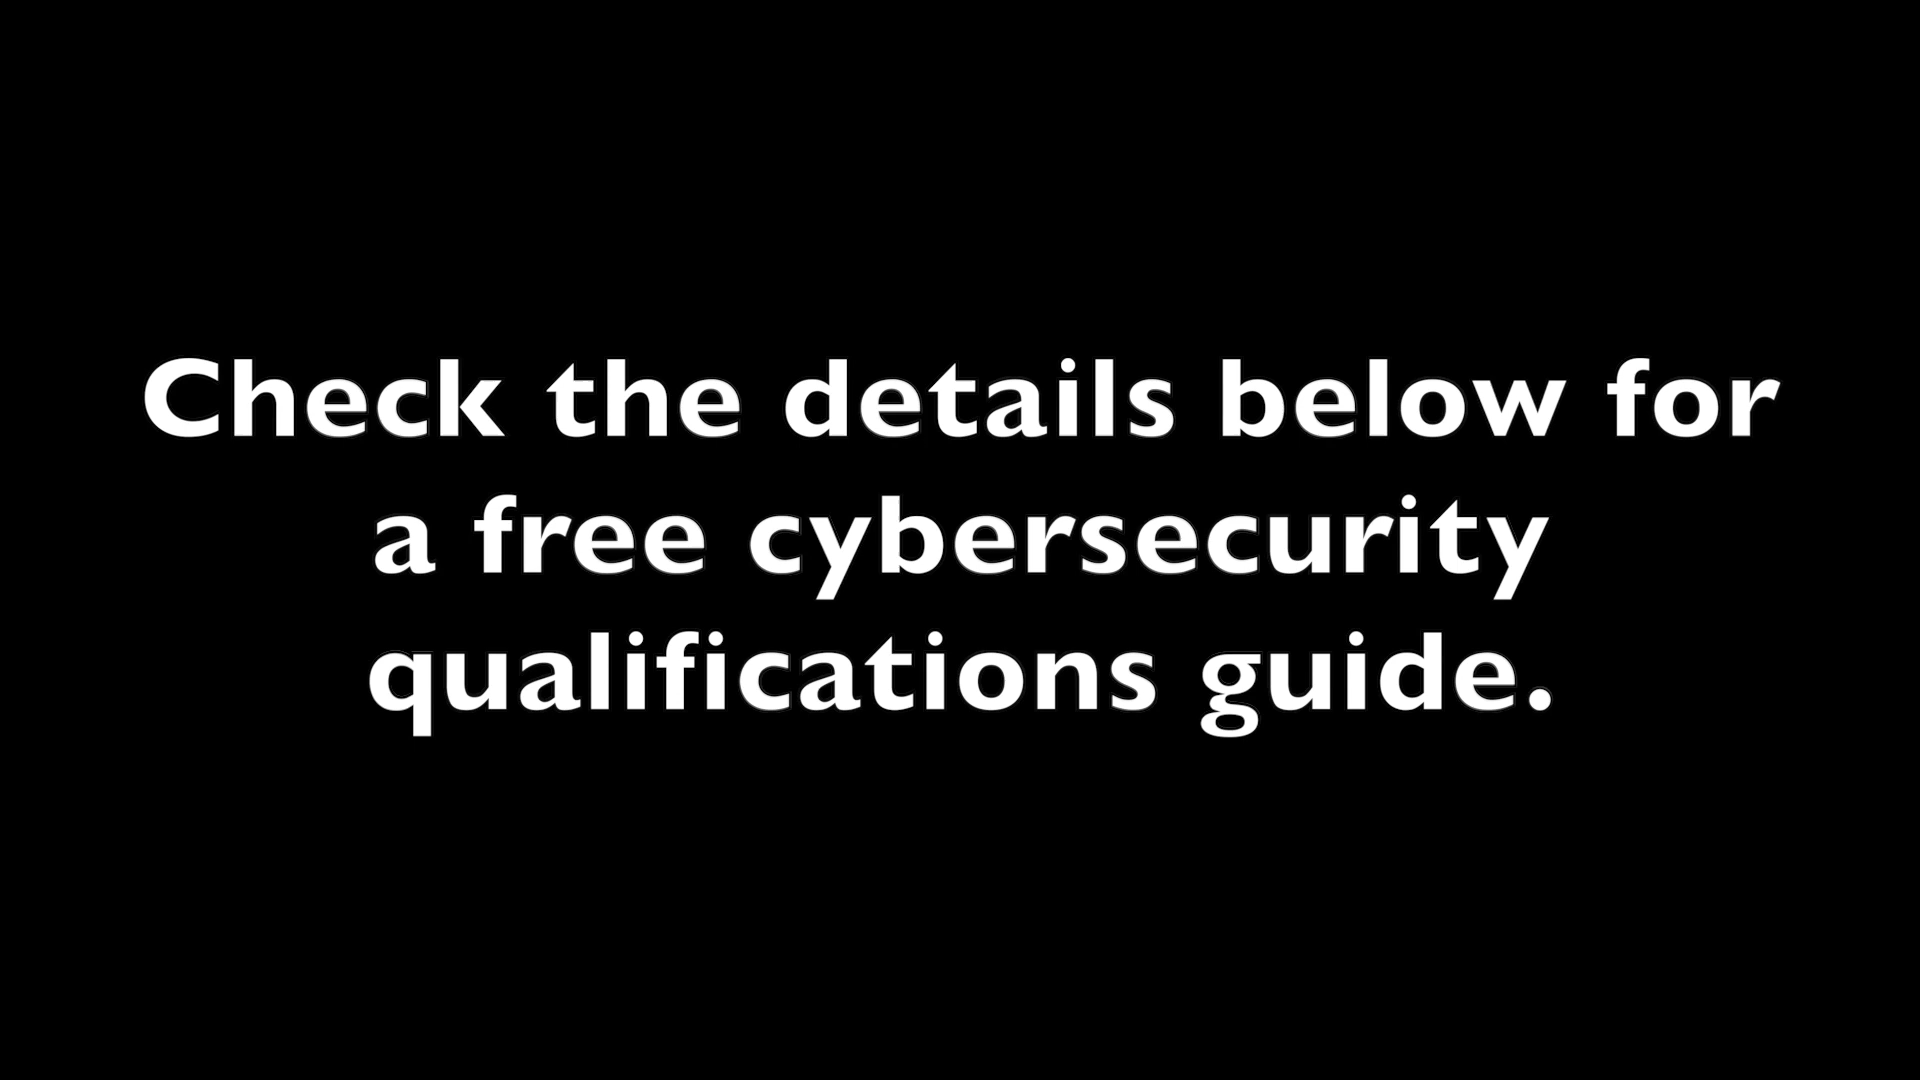 Check the details below for
a free cybersecurity
qualifications guide.